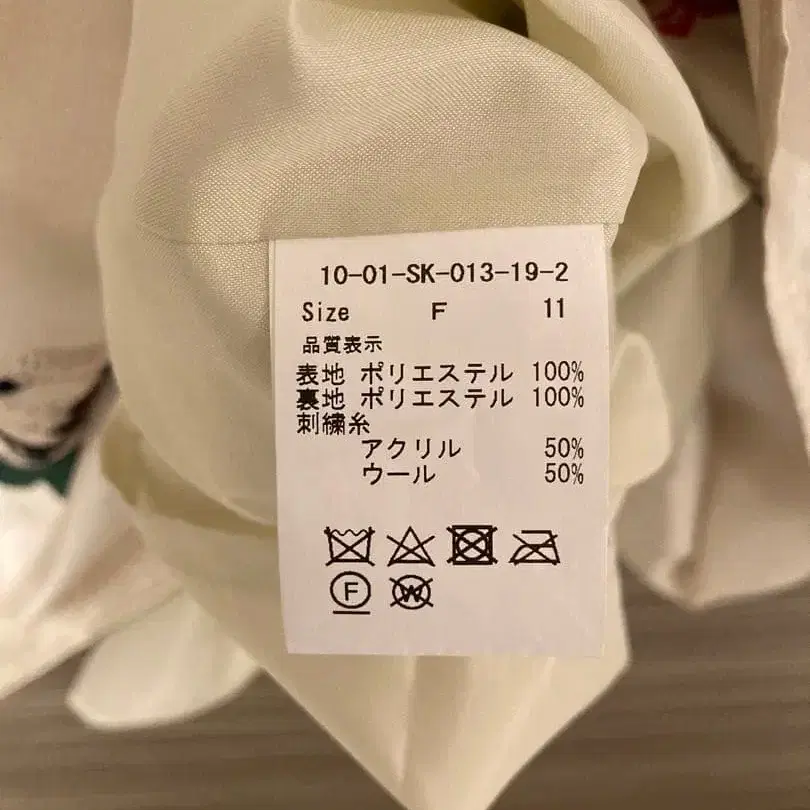 10-01-SK-013-19-2
Size F 11
品質表示
表地 ポリエステル 100%
裏地 ポリエステル 100%
刺繍糸
アクリル 50%
ウール 50%
F W